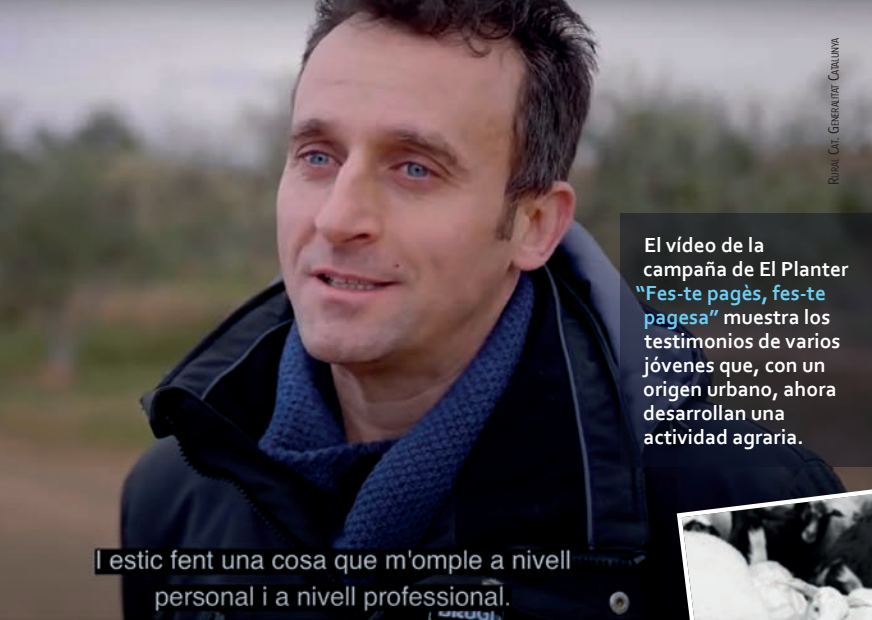 RURAL CAT. GENERALITAT CATALUNYA
El vídeo de la
campaña de El Planter
“Fes-te pagès, fes-te
pagesa” muestra los
testimonios de varios
jóvenes que, con un
origen urbano, ahora
desarrollan una
actividad agraria.
I estic fent una cosa que m'omple a nivell
personal i a nivell professional.